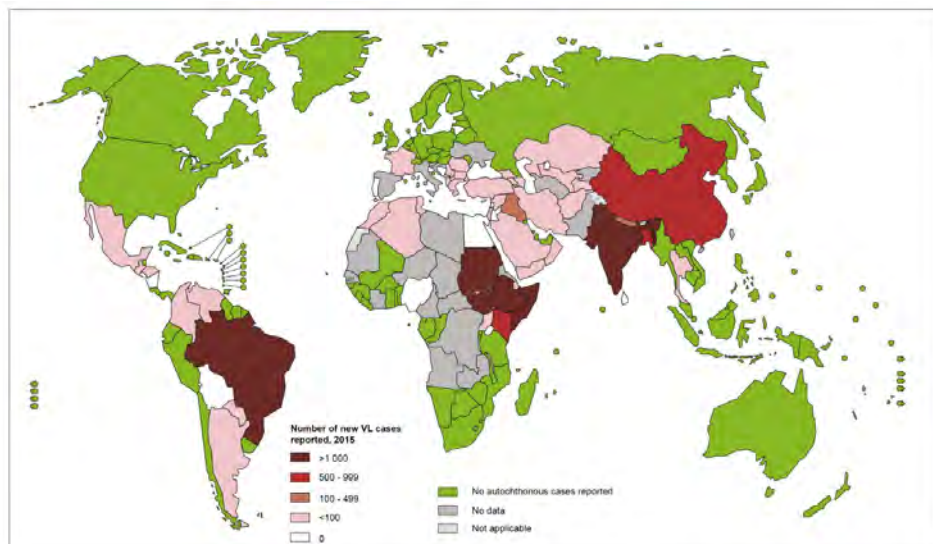 Number of new VL cases
reported, 2015
>1 000
500 - 999
100 - 499
<100
0
No autochthonous cases reported
No data
Not applicable